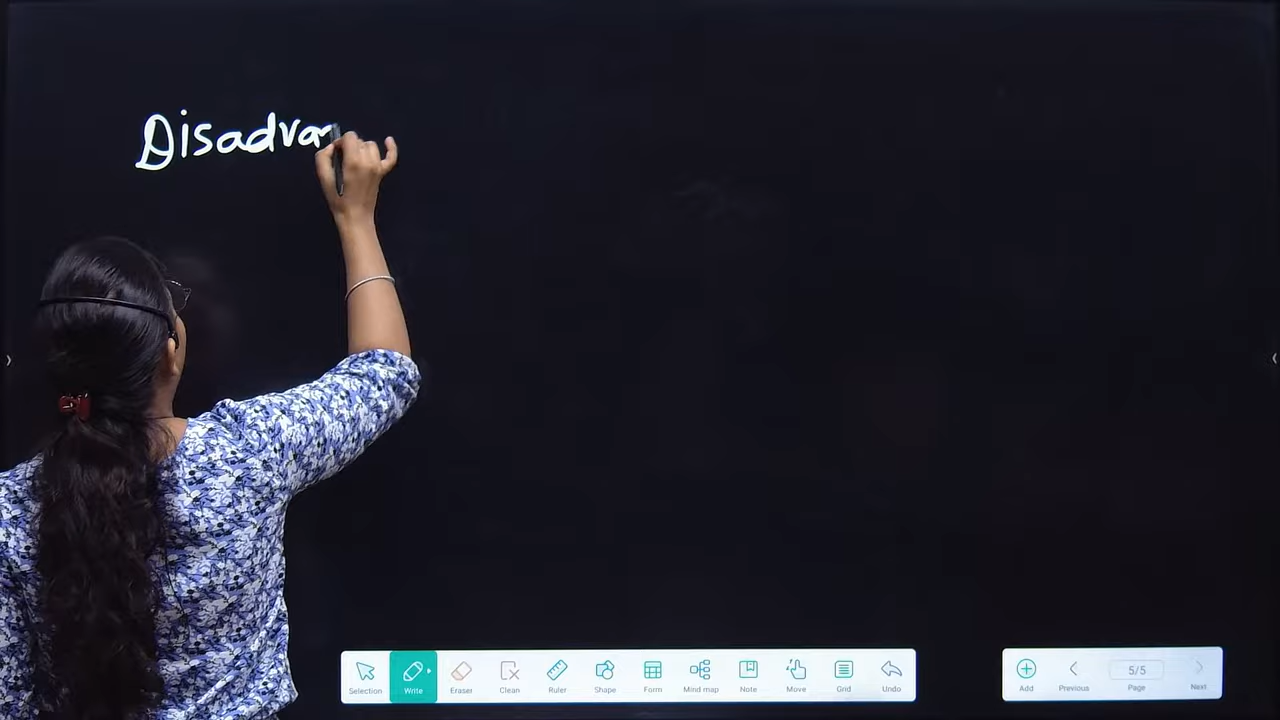 Disadvan
Selection Write Eraser Clean Ruler Shape Form Mind map Note Move Grid Undo
Add Previous 5/5 Page Next